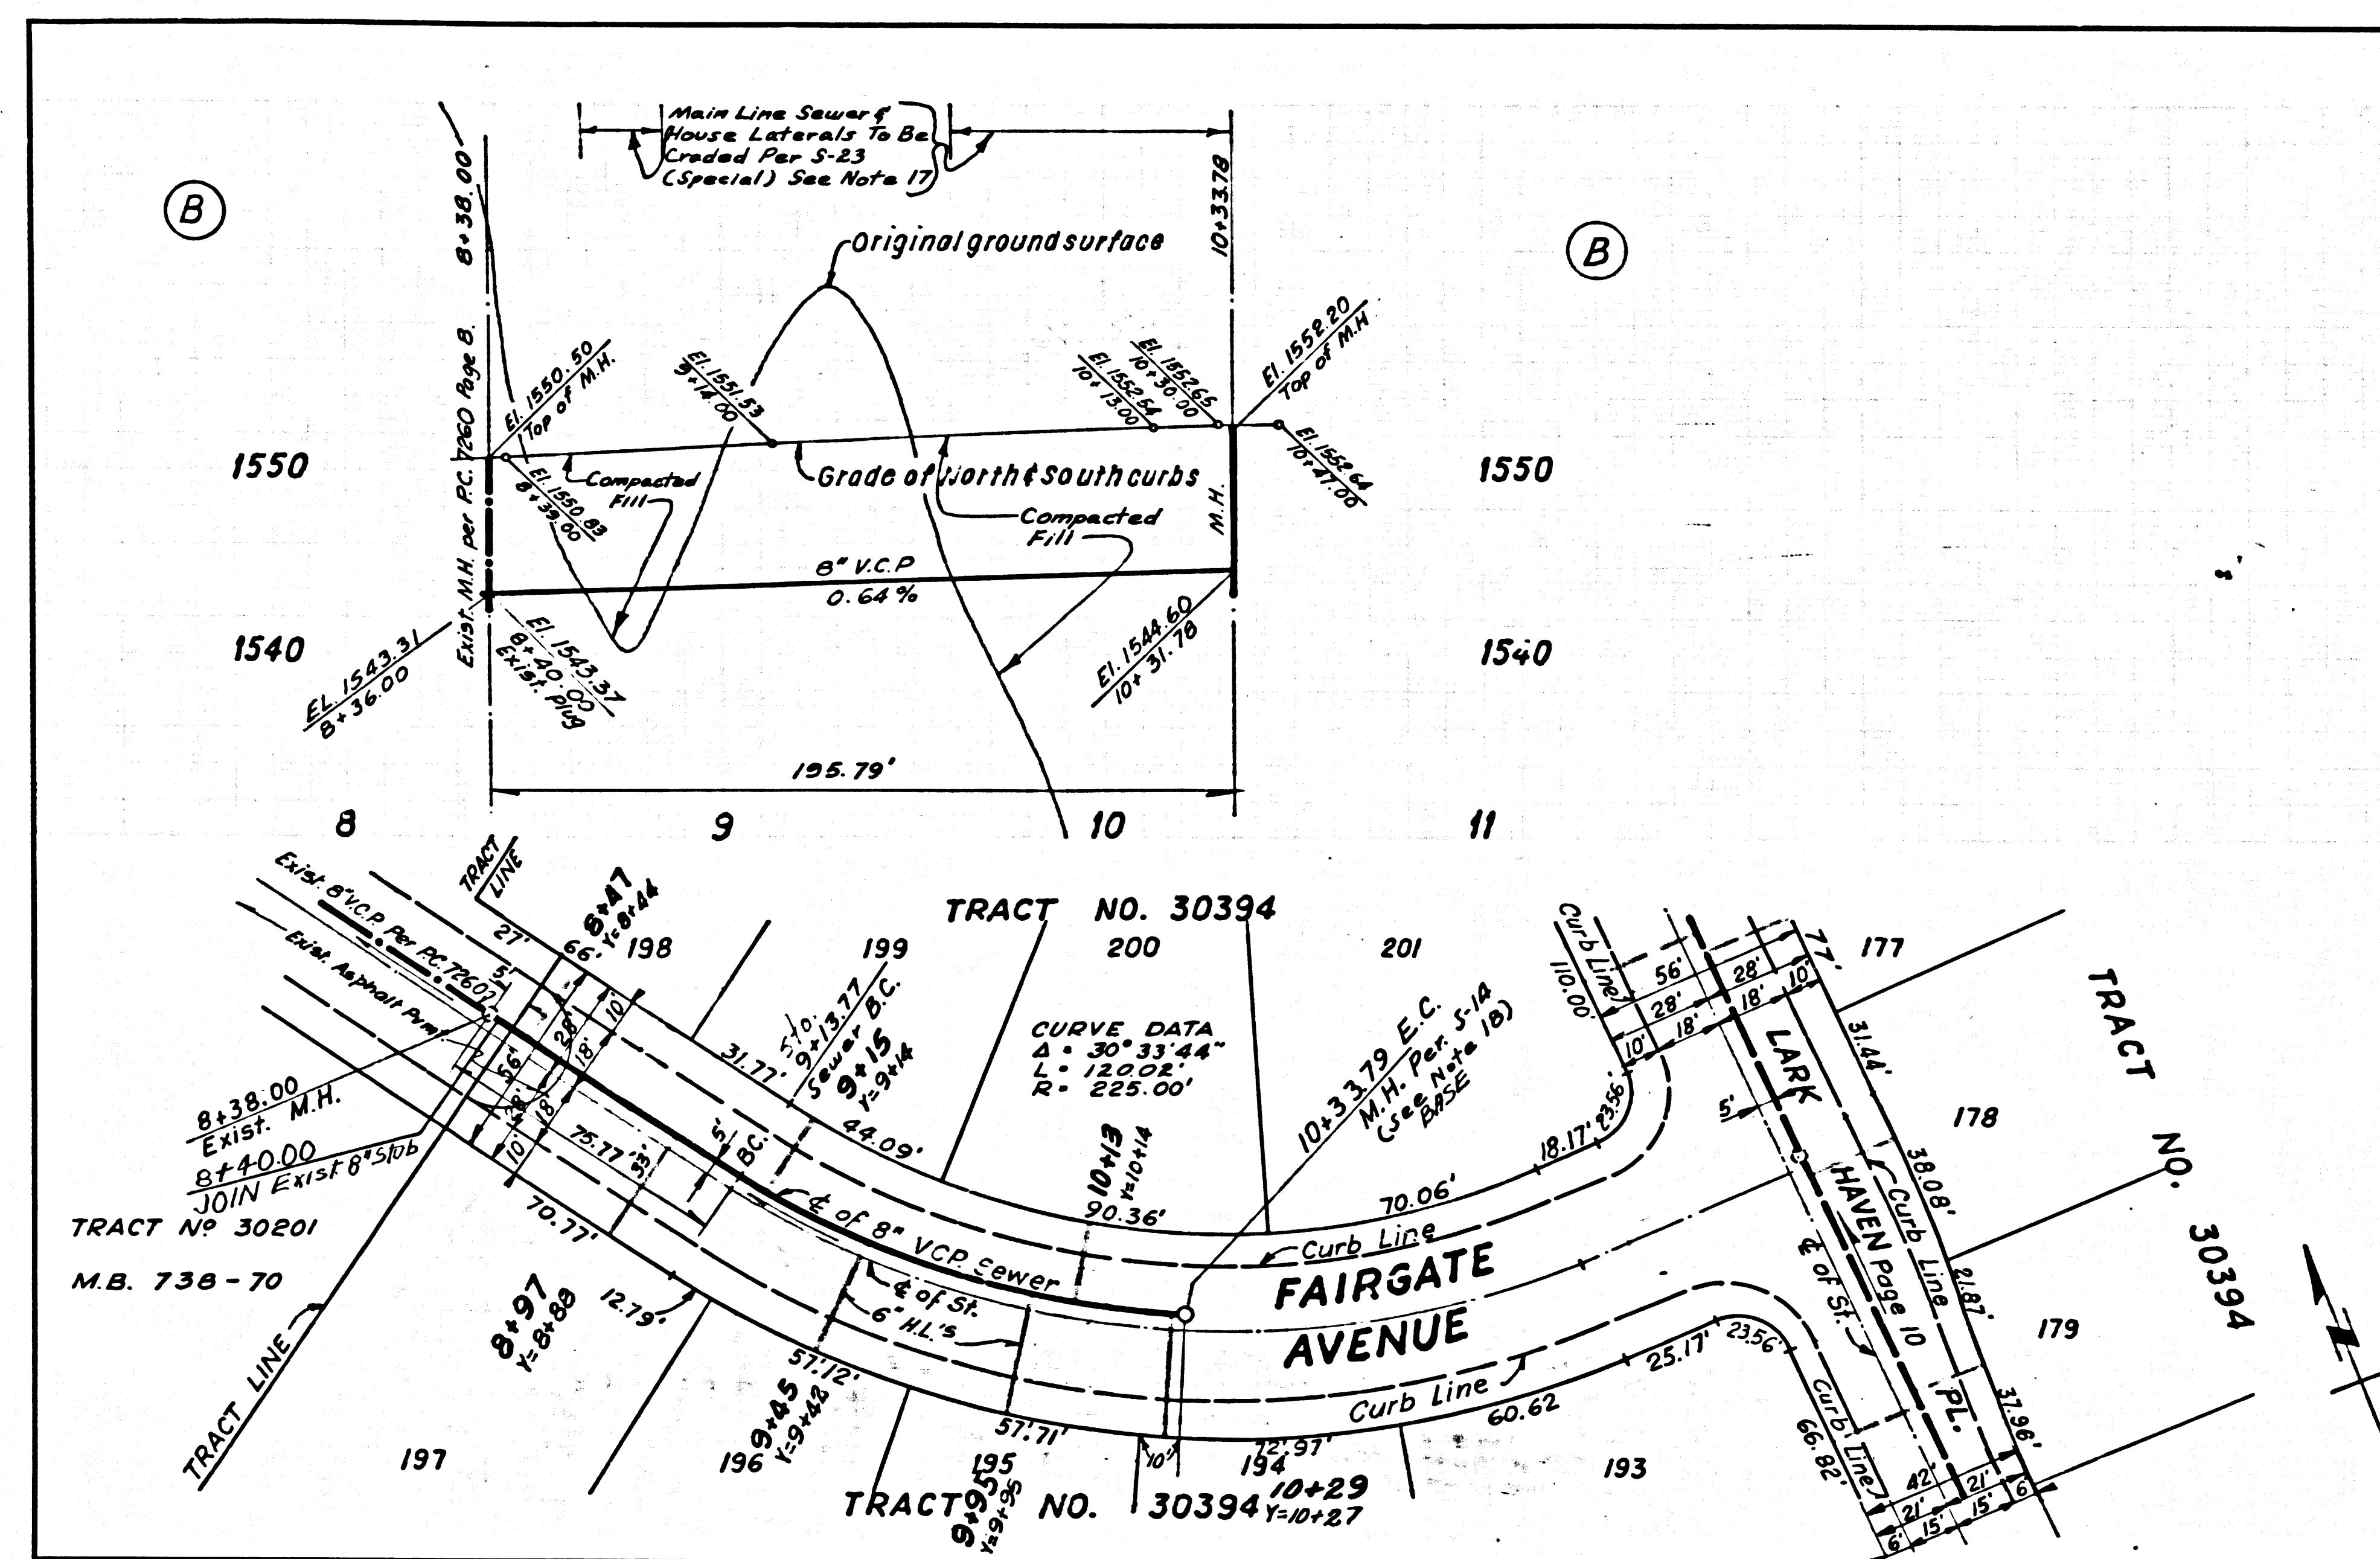 Main Line Sewer &
House Laterals To Be
Craded Per S-23
(Special) See Note 17
B
B
8+38.00
Exist. M.H. per P.C. 7260 Page 8.
10+33.78
M.H.
Original ground surface
El. 1550.50
Top of M.H.
El. 1551.53
9+14.00
El. 1552.54
10+13.00
El. 1552.65
10+30.00
El. 1552.20
Top of M.H
El. 1552.64
10+47.00
El. 1550.83
8+39.00
1550
1550
Compacted
Fill
Grade of North & South curbs
Compacted
Fill
8" V.C.P
0.64%
1540
1540
EL. 1543.31
8+36.00
El. 1543.37
8+40.00
Exist. Plug
El. 1544.60
10+31.78
195.79'
8
9
10
11
TRACT
LINE
Exist. 8" V.C.P. Per P.C. 7260
Exist. Asphalt Pvmt
8+47
Y=8+44
TRACT NO. 30394
198
199
200
201
177
178
179
27'
66'
5'
28'
10'
56'
18'
28'
18'
10'
31.77'
Sto.
9+13.77
Sewer B.C.
9+15
Y=9+14
44.09'
CURVE DATA
Δ = 30° 33' 44"
L = 120.02'
R = 225.00'
10+33.79 E.C.
M.H. Per. S-14
(See Note 18)
BASE
8+38.00
Exist. M.H.
8+40.00
JOIN Exist 8" Stub
75.77'
33'
5'
B.C.
10+13
Y=10+14
90.36'
70.06'
18.17'
23.56'
Curb Line
110.00'
56'
28'
28'
18'
18'
10'
10'
77'
31.44'
LARK
HAVEN
PL.
Page 10
5'
38.08'
Curb Line
21.87'
37.96'
TRACT NO. 30394
TRACT Nº 30201
M.B. 738-70
TRACT LINE
70.77'
12.79'
8+97
Y=8+88
℄ of 8" VCP. Sewer
℄ of St.
6" H.L.'s
Curb Line
FAIRGATE
AVENUE
Curb Line
57.12'
9+45
Y=9+42
57.71'
10'
72.97'
60.62
25.17'
23.56'
℄ of St.
Curb Line
66.82'
42'
21'
21'
15'
15'
6'
6'
197
196
195
194
193
9+95
Y=9+95
10+29
Y=10+27
TRACT NO. 30394
N